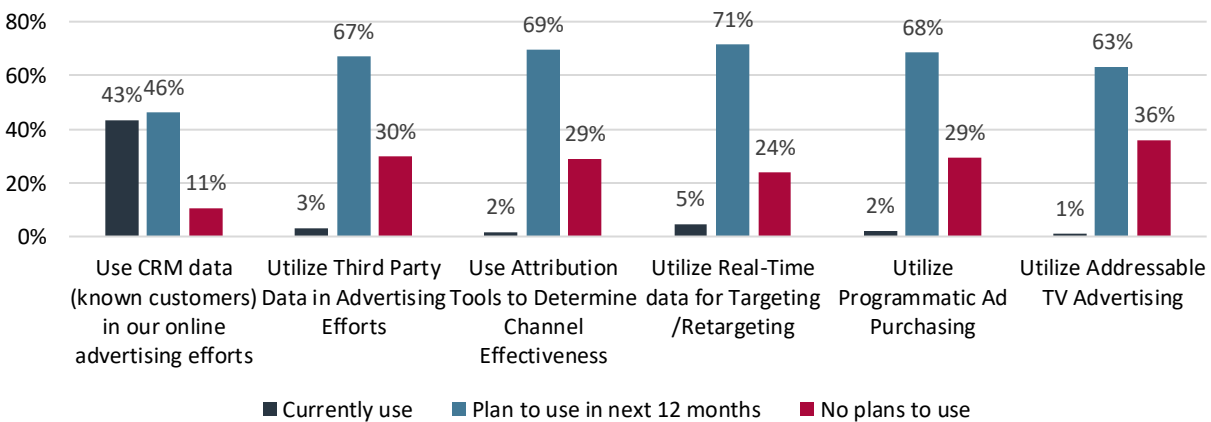 80%
60%
40%
20%
0%
43%
46%
11%
3%
67%
30%
2%
69%
29%
5%
71%
24%
2%
68%
29%
1%
63%
36%
Use CRM data
(known customers)
in our online
advertising efforts
Utilize Third Party
Data in Advertising
Efforts
Use Attribution
Tools to Determine
Channel
Effectiveness
Utilize Real-Time
data for Targeting
/Retargeting
Utilize
Programmatic Ad
Purchasing
Utilize Addressable
TV Advertising
Currently use
Plan to use in next 12 months
No plans to use